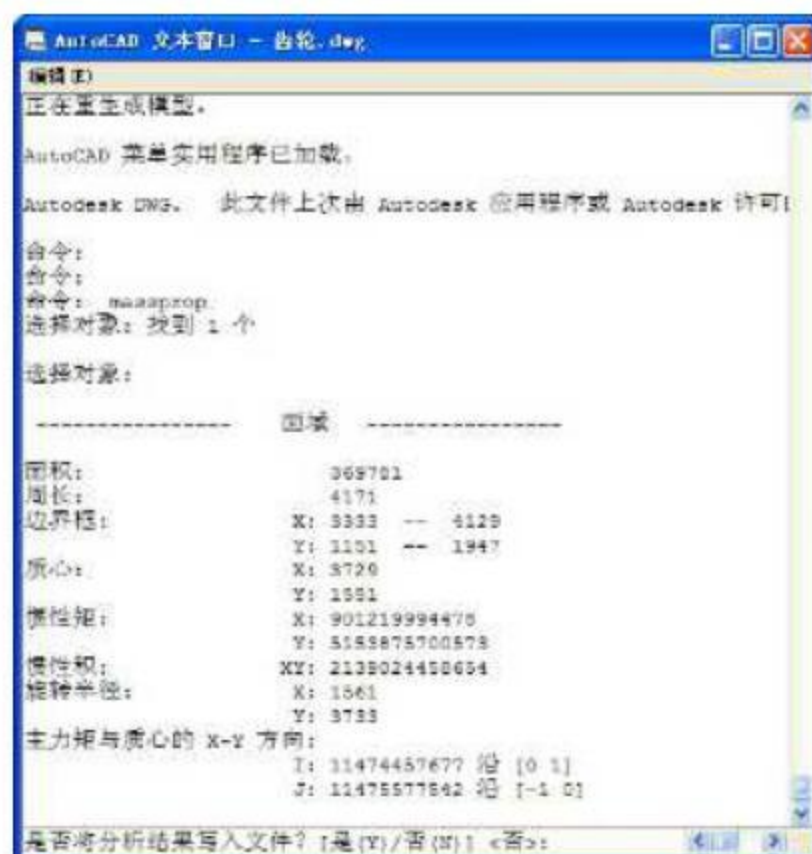 AutoCAD 文本窗口 - 齿轮.dwg
编辑(E)
正在重生成模型。
AutoCAD 菜单实用程序已加载。
Autodesk DWG。 此文件上次由 Autodesk 应用程序或 Autodesk 许可
命令:
命令:
命令: massprop
选择对象: 找到 1 个
选择对象:
---------------- 面域 ----------------
面积: 369781
周长: 4171
边界框: X: 3333 -- 4129
Y: 1151 -- 1947
质心: X: 3729
Y: 1551
惯性矩: X: 901219994475
Y: 5153875700573
惯性积: XY: 2139024458654
旋转半径: X: 1561
Y: 3733
主力矩与质心的 X-Y 方向:
I: 11474457677 沿 [0 1]
J: 11475577542 沿 [-1 0]
是否将分析结果写入文件? [是(Y)/否(N)] <否>: